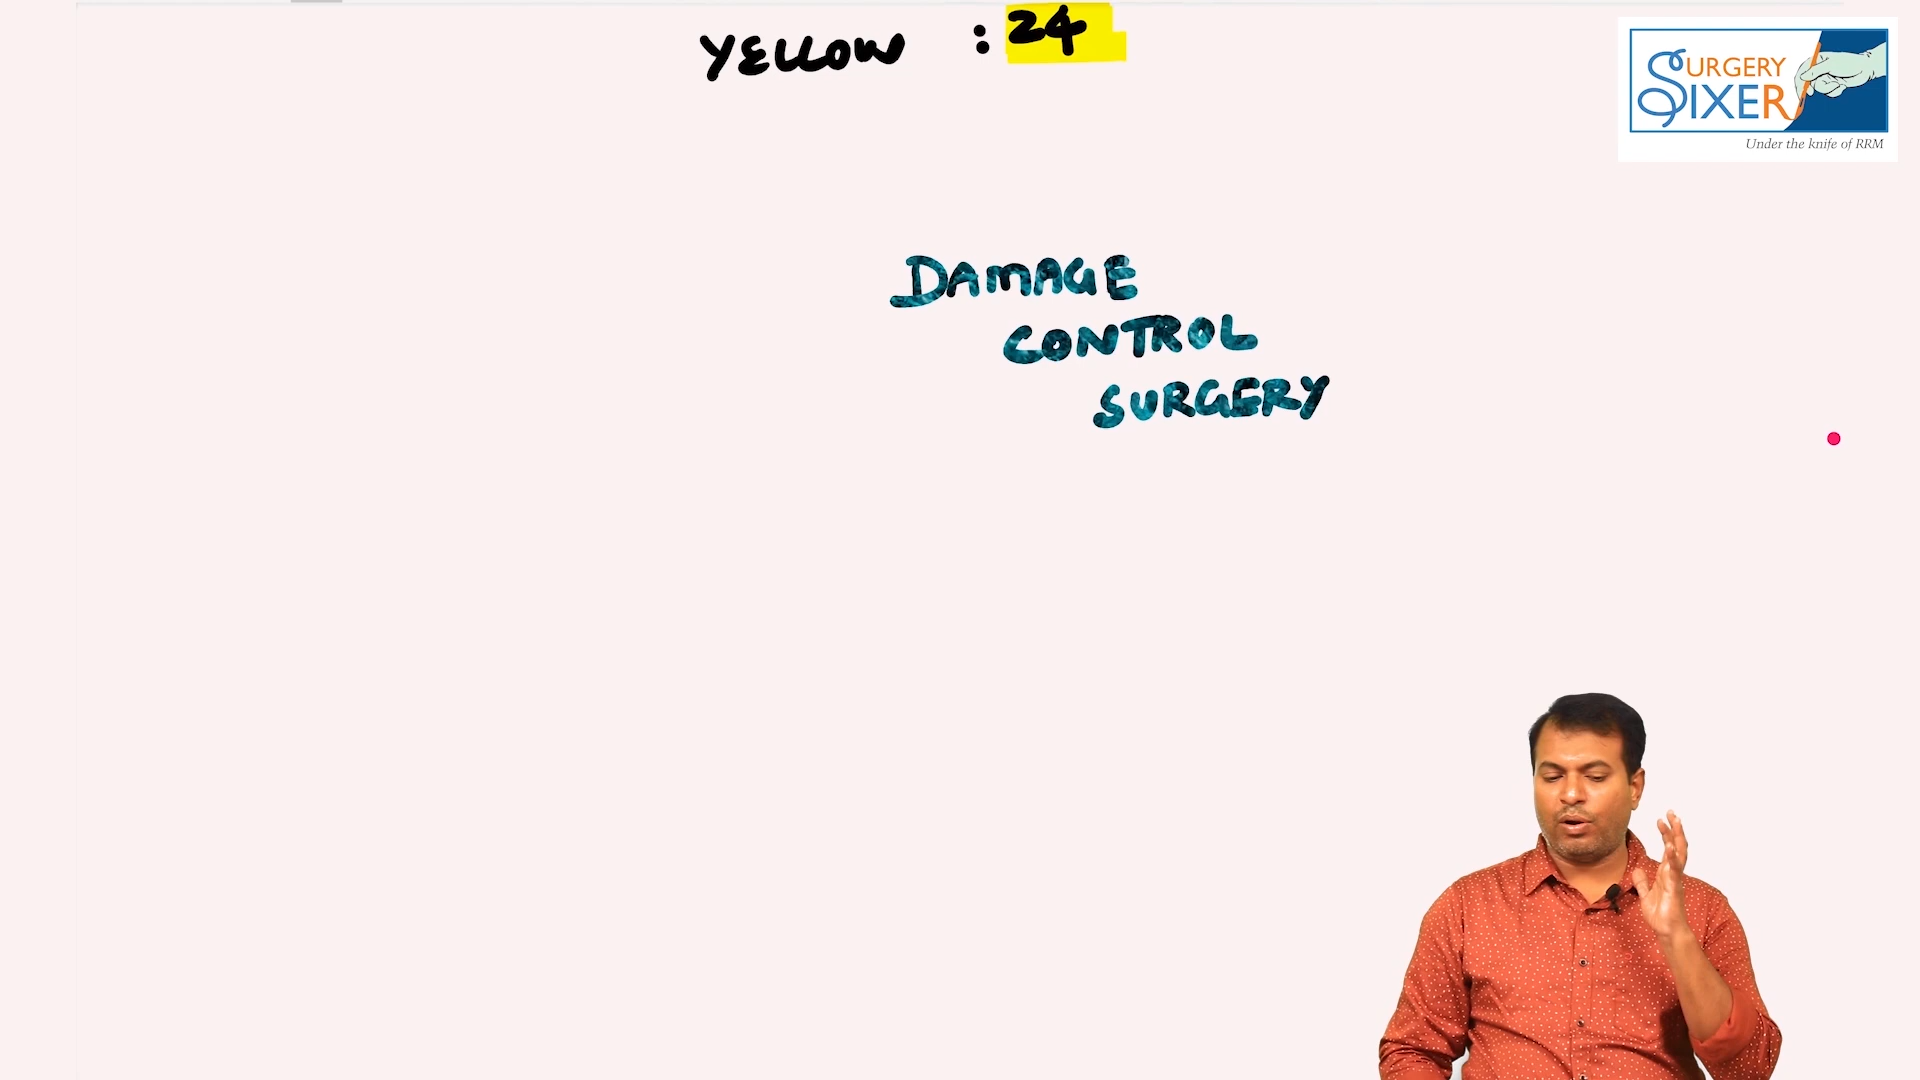 YELLOW : 24
SURGERY
SIXER
Under the knife of RRM
DAMAGE
CONTROL
SURGERY